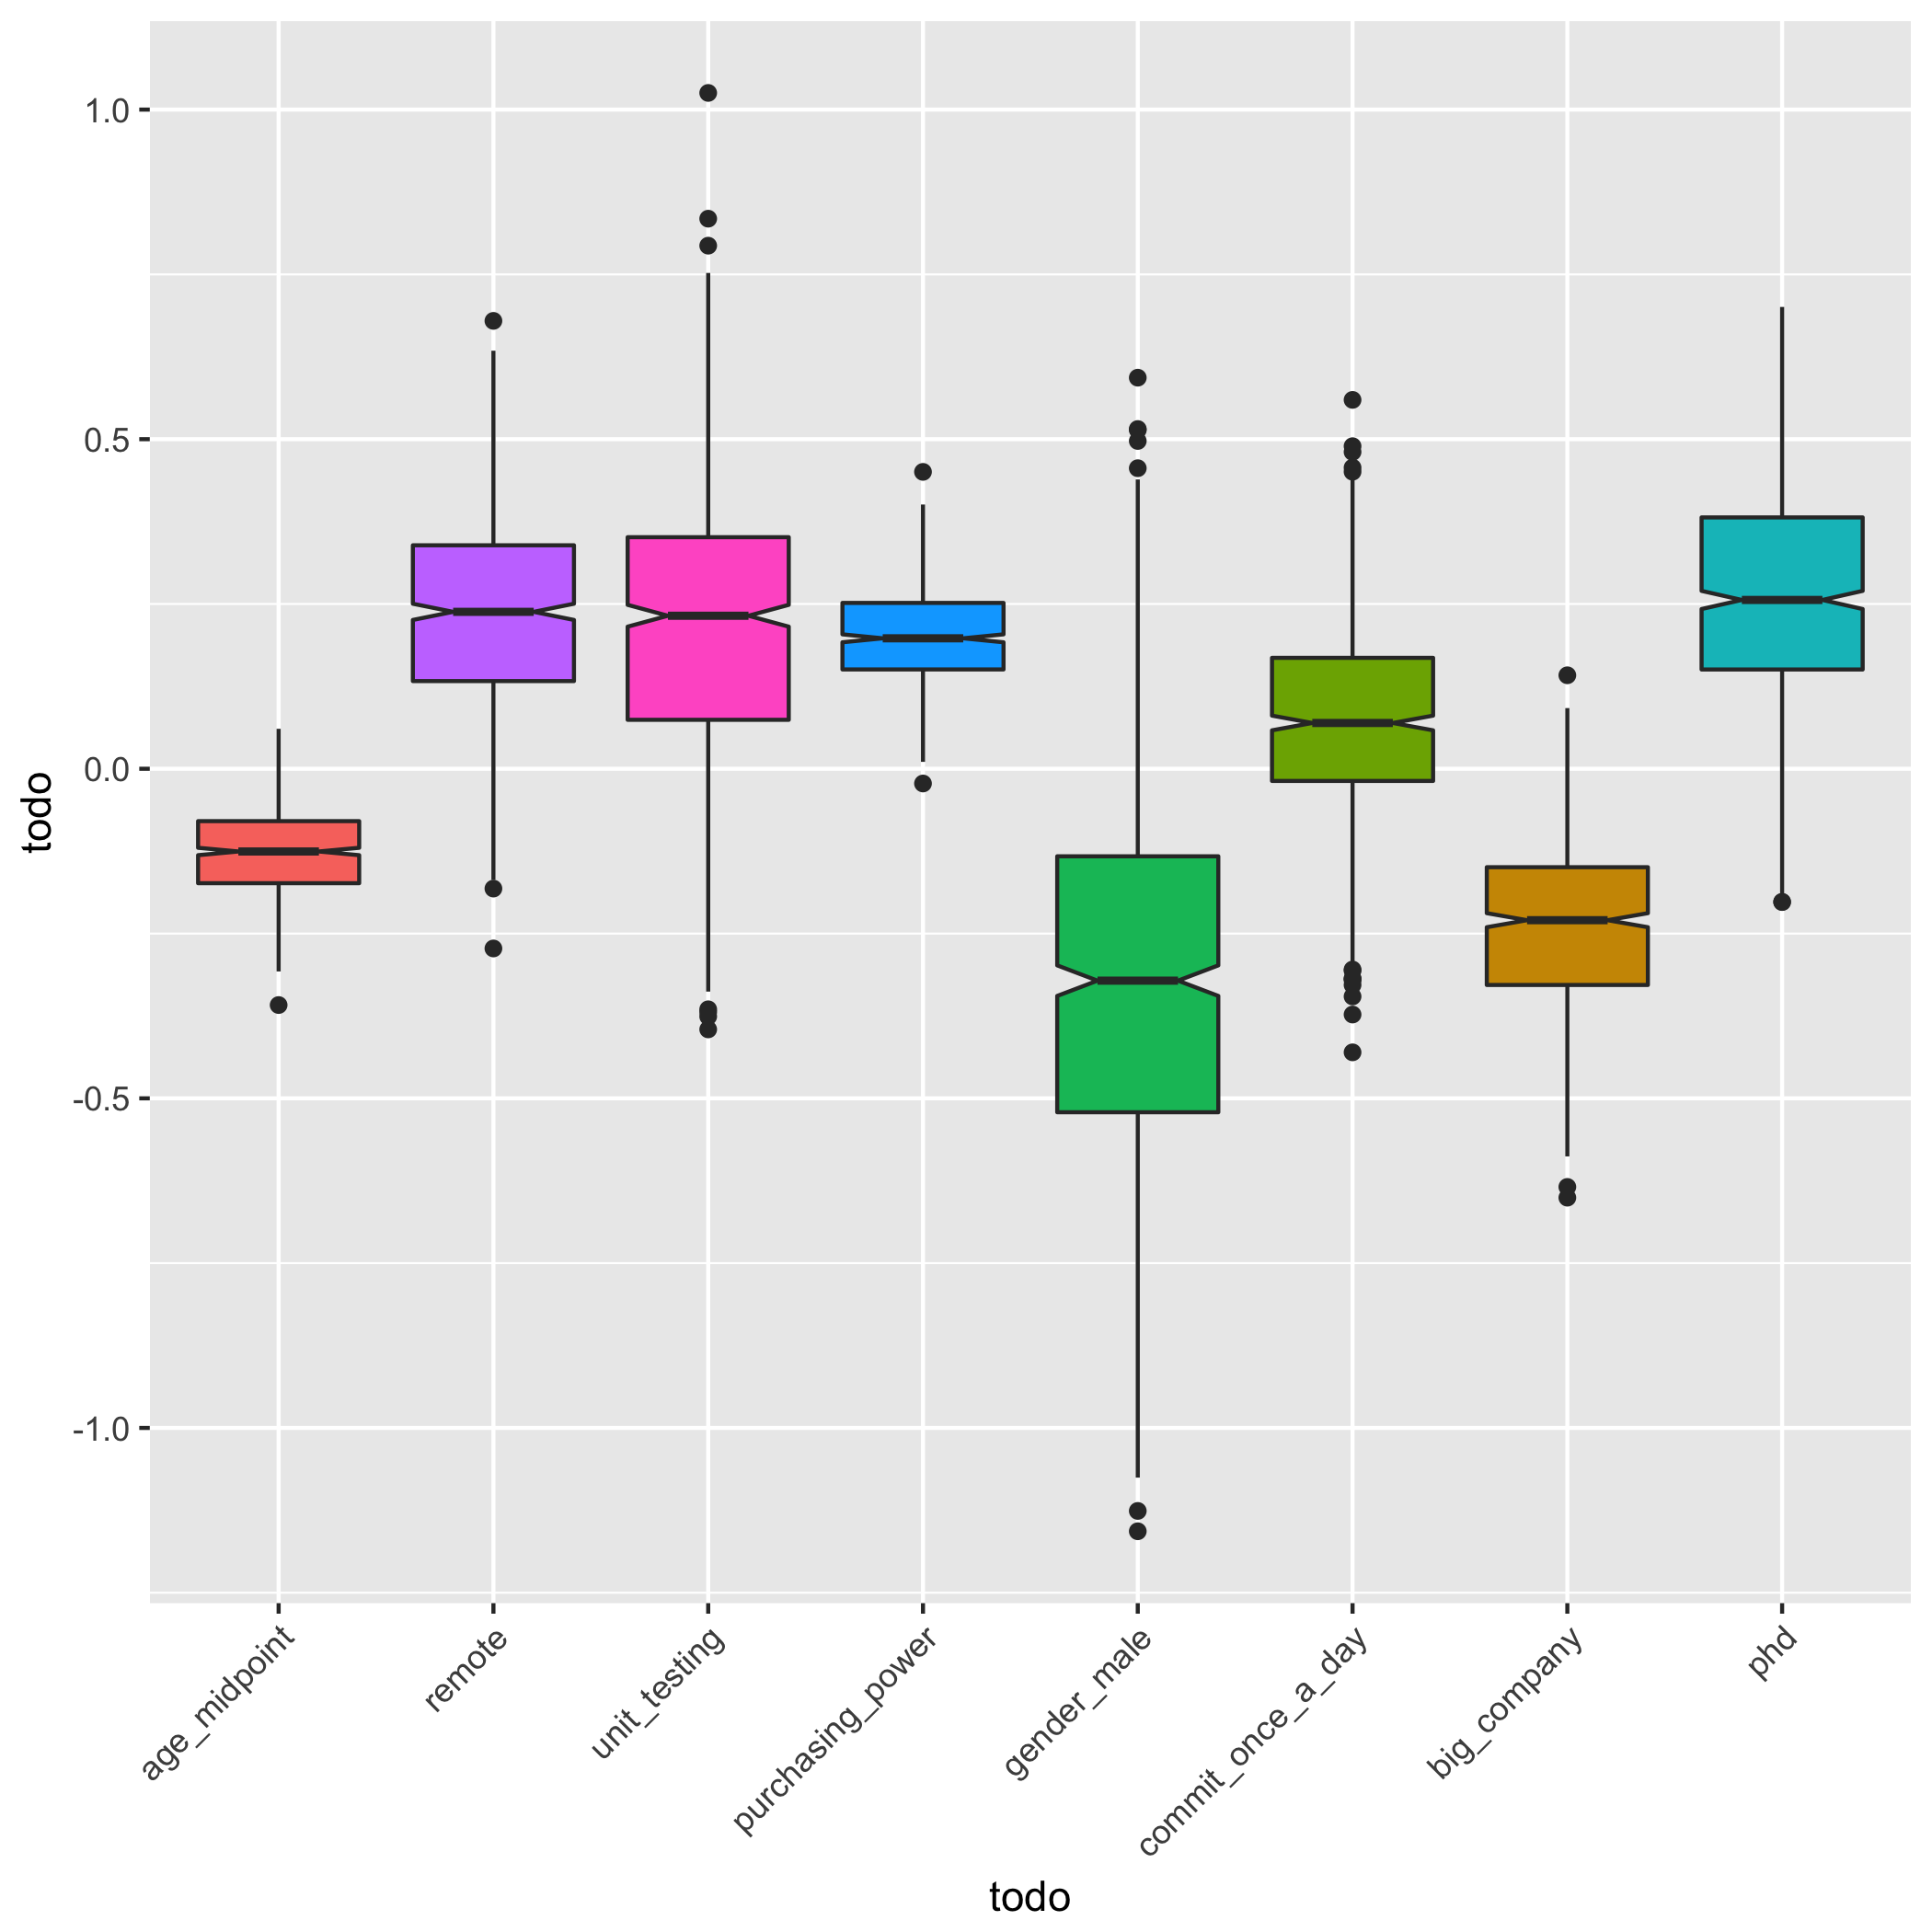 1.0
0.5
0.0
-0.5
-1.0
todo
age_midpoint
remote
unit_testing
purchasing_power
gender_male
commit_once_a_day
big_company
phd
todo